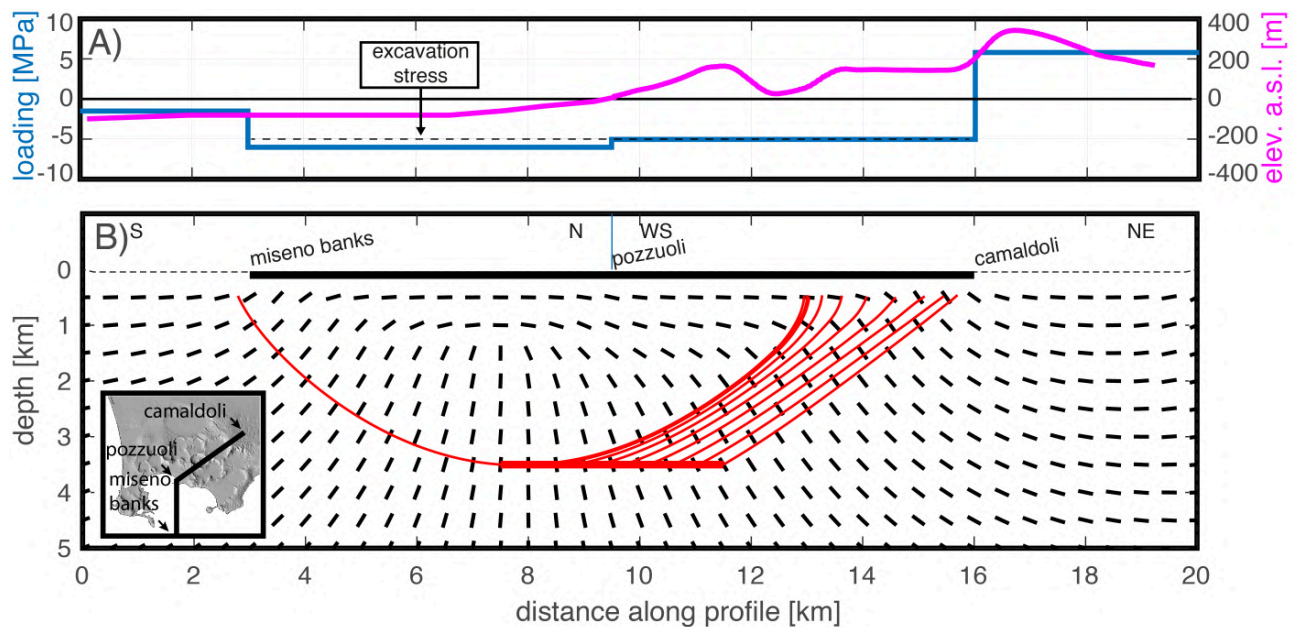 A)
loading [MPa]
10
5
0
-5
-10
excavation
stress
400
200
0
-200
-400
elev. a.s.l. [m]
B)
S
N
WS
NE
miseno banks
pozzuoli
camaldoli
depth [km]
0
1
2
3
4
5
camaldoli
pozzuoli
miseno
banks
0
2
4
6
8
10
12
14
16
18
20
distance along profile [km]